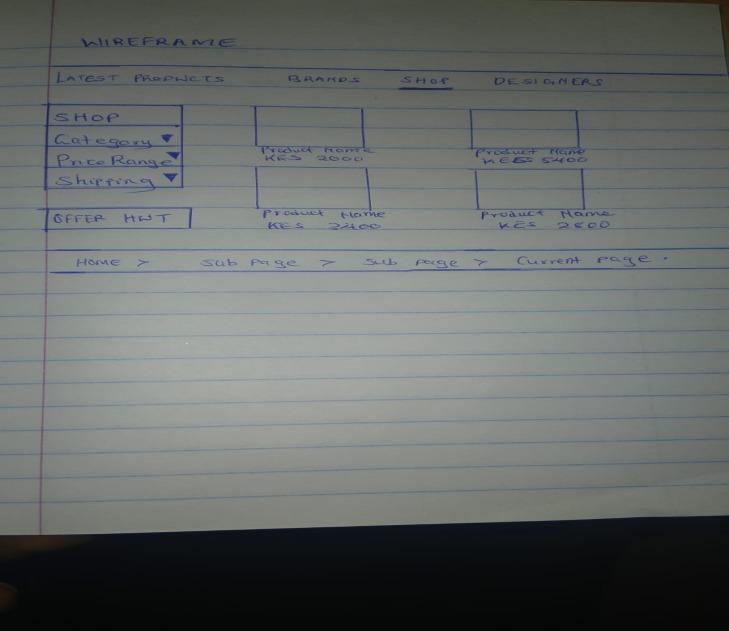 WIREFRAME
LATEST PRODUCTS BRANDS SHOP DESIGNERS
SHOP
Category
Price Range
Shipping
OFFER
Product Name
KES 2000
Product Name
KES 5400
Product Name
KES 2400
Product Name
KES 2800
HOME > Sub Page > Sub page > Current page.